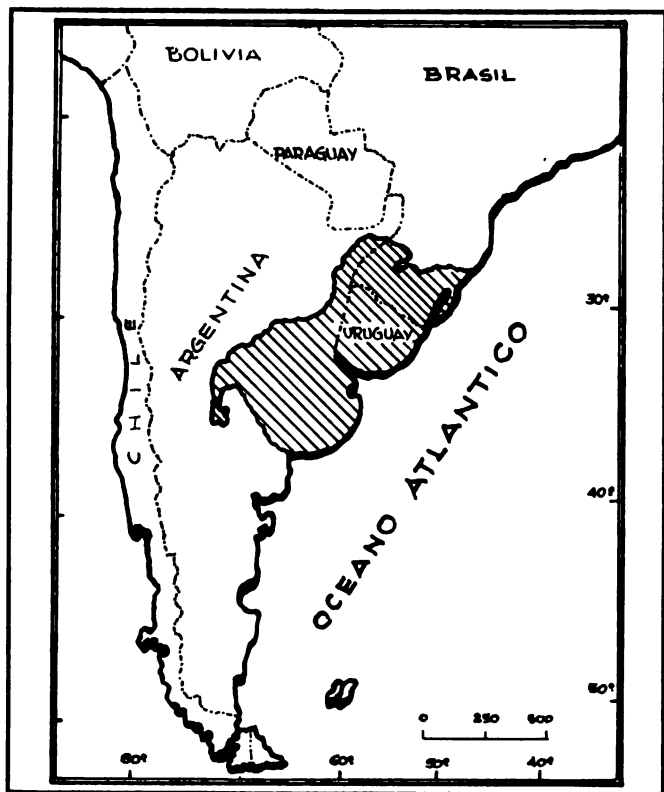 BOLIVIA
BRASIL
PARAGUAY
ARGENTINA
30º
URUGUAY
CHILE
OCEANO ATLANTICO
40º
50º
0 250 500
80º 60º 50º 40º